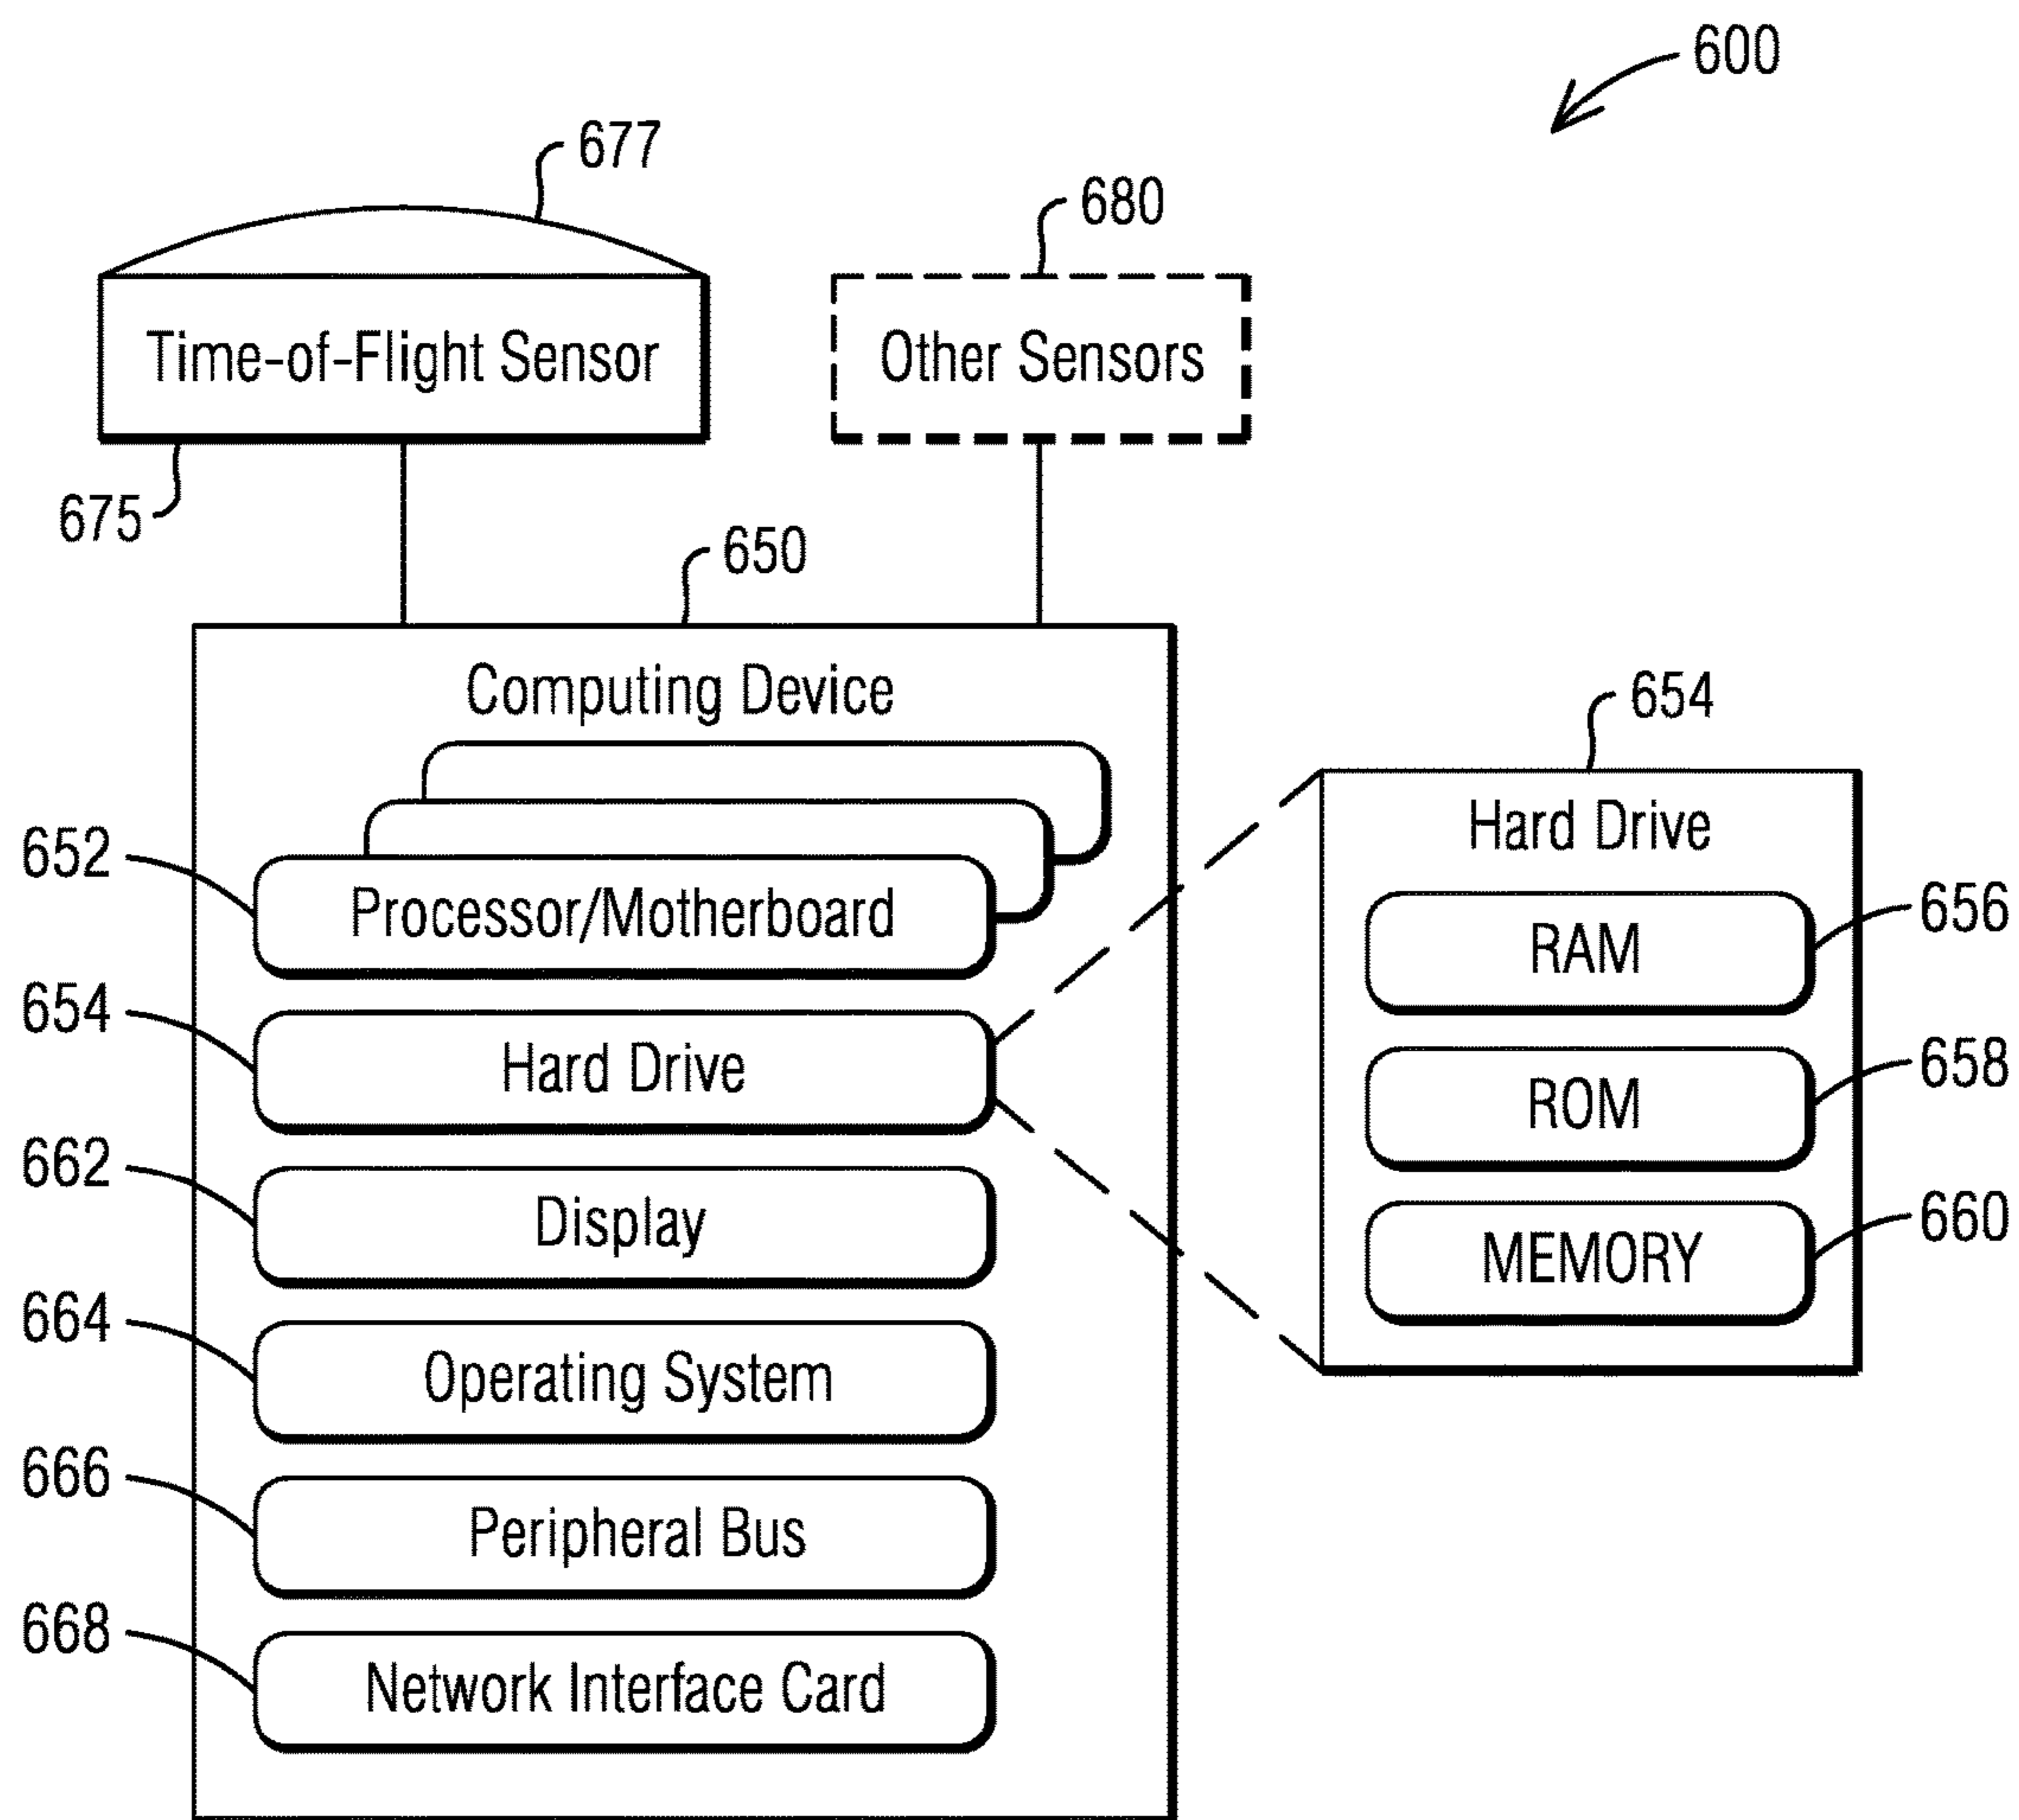 600
677
680
Time-of-Flight Sensor
Other Sensors
675
650
Computing Device
654
Hard Drive
652
Processor/Motherboard
656
RAM
654
Hard Drive
658
ROM
662
Display
660
MEMORY
664
Operating System
666
Peripheral Bus
668
Network Interface Card